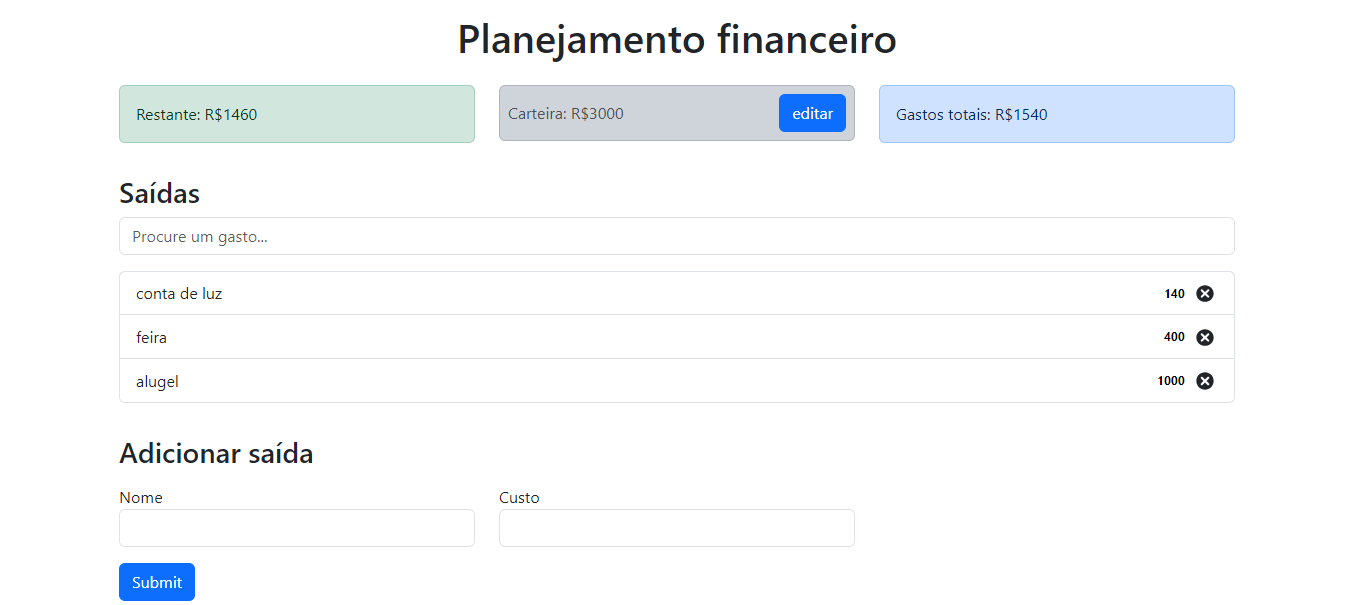 Planejamento financeiro
Restante: R$1460
Carteira: R$3000
editar
Gastos totais: R$1540
Saídas
Procure um gasto...
conta de luz
140
feira
400
alugel
1000
Adicionar saída
Nome
Custo
Submit